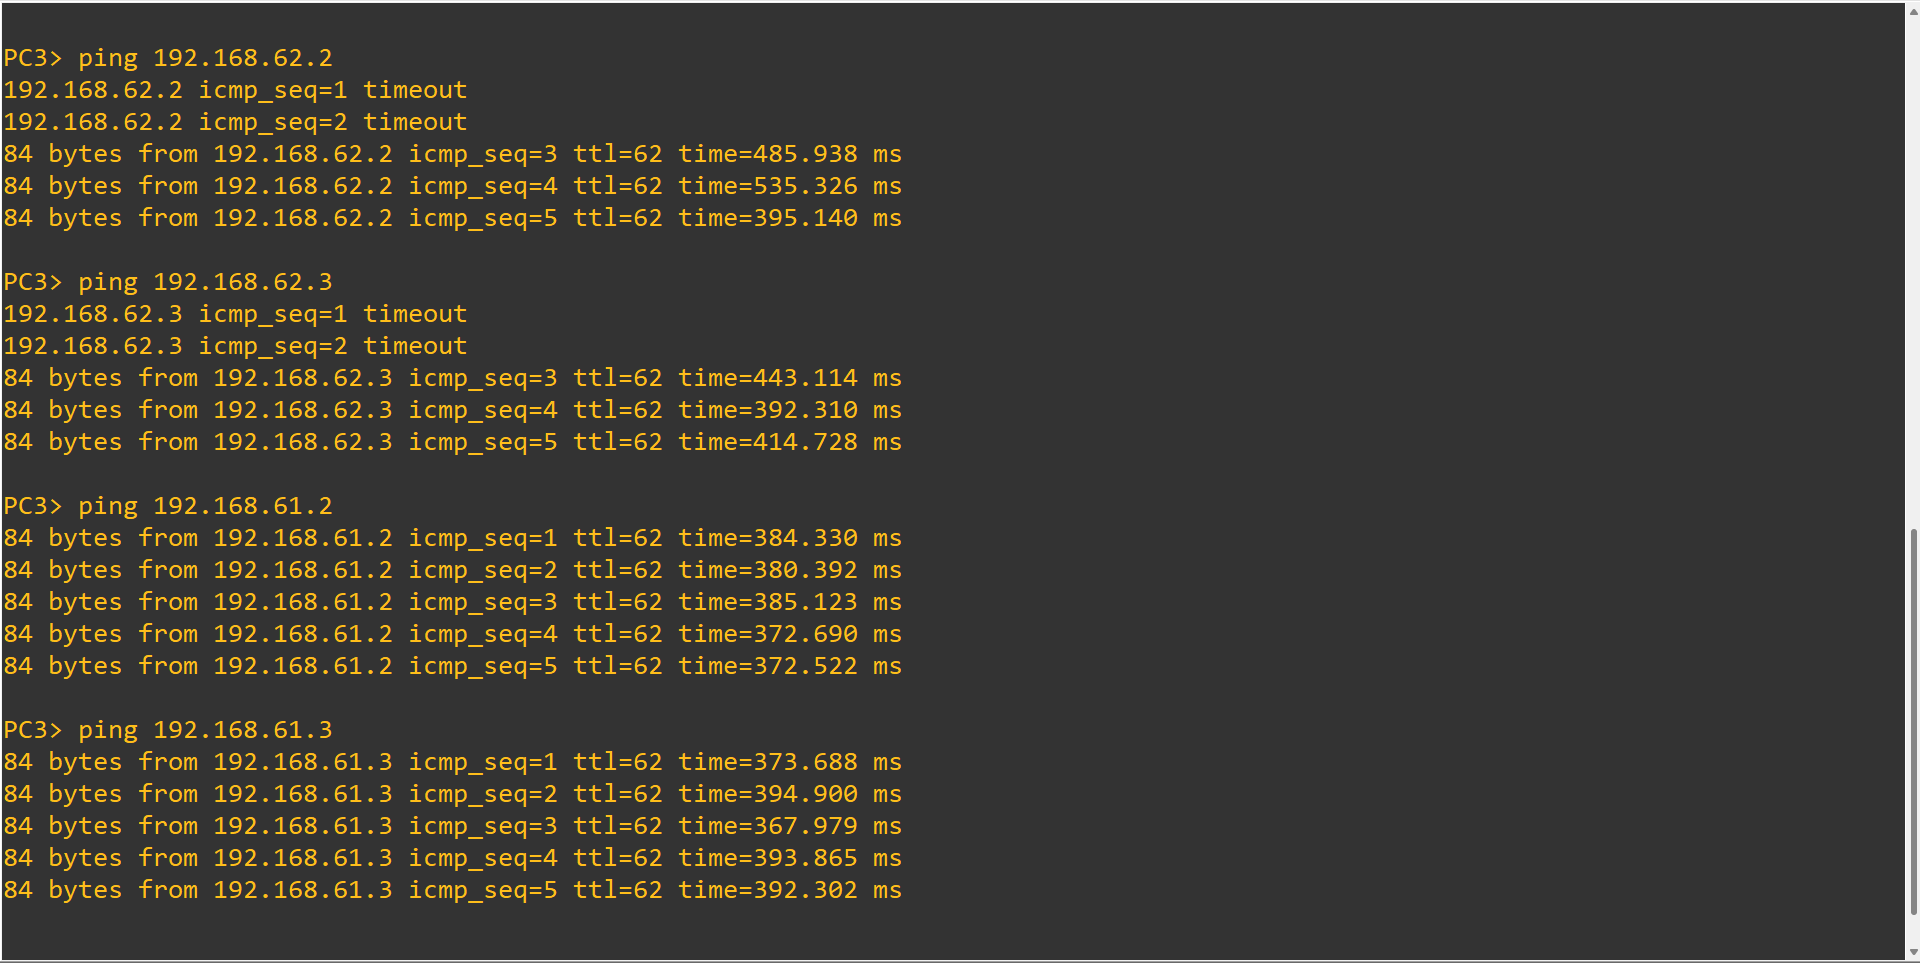 PC3> ping 192.168.62.2
192.168.62.2 icmp_seq=1 timeout
192.168.62.2 icmp_seq=2 timeout
84 bytes from 192.168.62.2 icmp_seq=3 ttl=62 time=485.938 ms
84 bytes from 192.168.62.2 icmp_seq=4 ttl=62 time=535.326 ms
84 bytes from 192.168.62.2 icmp_seq=5 ttl=62 time=395.140 ms

PC3> ping 192.168.62.3
192.168.62.3 icmp_seq=1 timeout
192.168.62.3 icmp_seq=2 timeout
84 bytes from 192.168.62.3 icmp_seq=3 ttl=62 time=443.114 ms
84 bytes from 192.168.62.3 icmp_seq=4 ttl=62 time=392.310 ms
84 bytes from 192.168.62.3 icmp_seq=5 ttl=62 time=414.728 ms

PC3> ping 192.168.61.2
84 bytes from 192.168.61.2 icmp_seq=1 ttl=62 time=384.330 ms
84 bytes from 192.168.61.2 icmp_seq=2 ttl=62 time=380.392 ms
84 bytes from 192.168.61.2 icmp_seq=3 ttl=62 time=385.123 ms
84 bytes from 192.168.61.2 icmp_seq=4 ttl=62 time=372.690 ms
84 bytes from 192.168.61.2 icmp_seq=5 ttl=62 time=372.522 ms

PC3> ping 192.168.61.3
84 bytes from 192.168.61.3 icmp_seq=1 ttl=62 time=373.688 ms
84 bytes from 192.168.61.3 icmp_seq=2 ttl=62 time=394.900 ms
84 bytes from 192.168.61.3 icmp_seq=3 ttl=62 time=367.979 ms
84 bytes from 192.168.61.3 icmp_seq=4 ttl=62 time=393.865 ms
84 bytes from 192.168.61.3 icmp_seq=5 ttl=62 time=392.302 ms